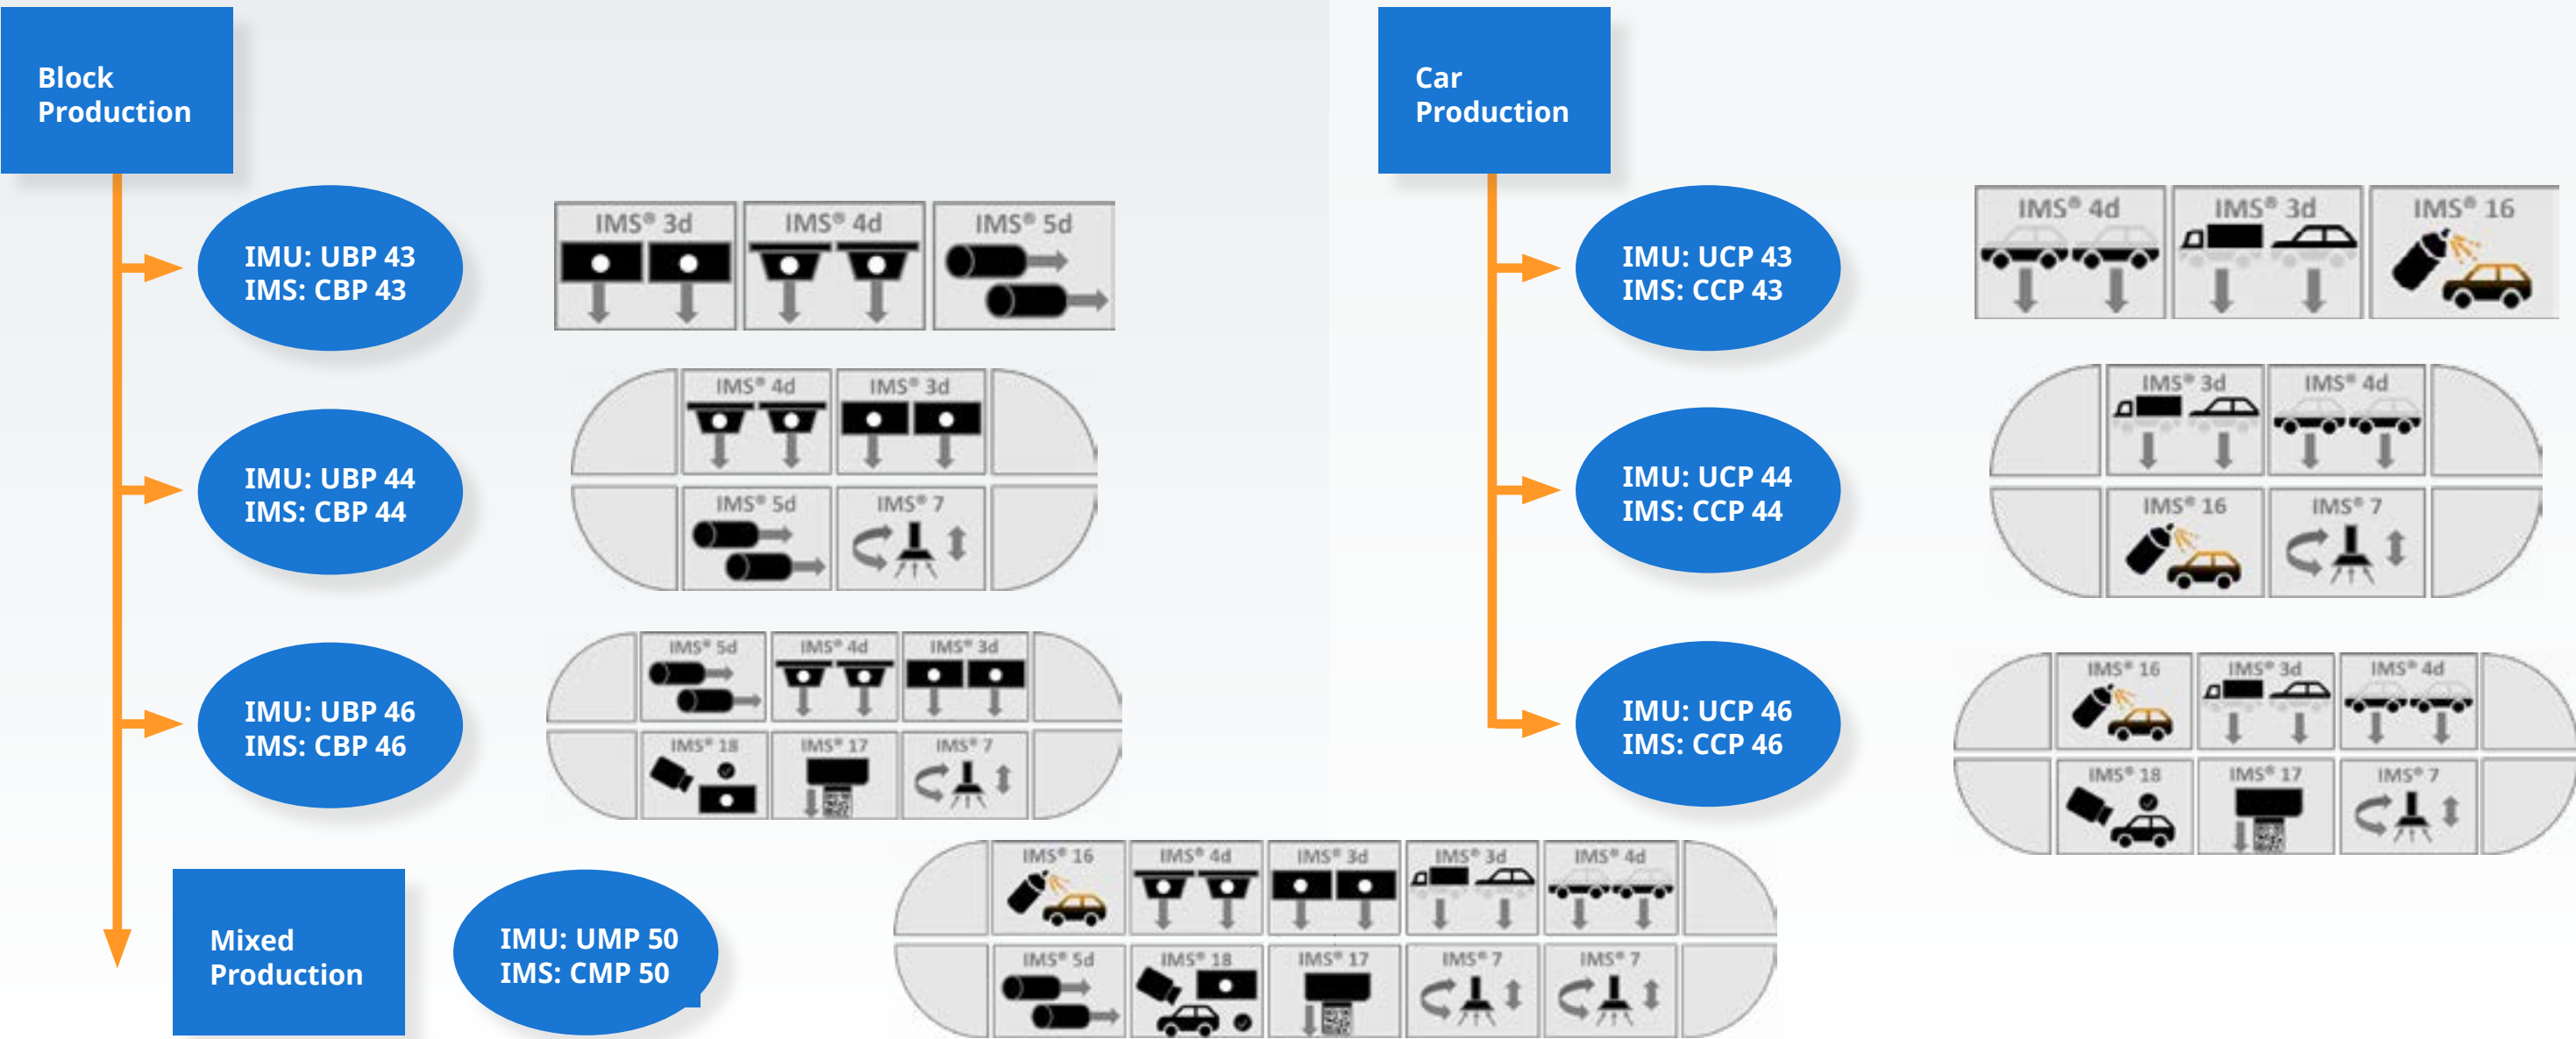 Block
Production
IMU: UBP 43
IMS: CBP 43
IMS® 3d
IMS® 4d
IMS® 5d
IMU: UBP 44
IMS: CBP 44
IMS® 4d
IMS® 3d
IMS® 5d
IMS® 7
IMU: UBP 46
IMS: CBP 46
IMS® 5d
IMS® 4d
IMS® 3d
IMS® 18
IMS® 17
IMS® 7
Car
Production
IMU: UCP 43
IMS: CCP 43
IMS® 4d
IMS® 3d
IMS® 16
IMU: UCP 44
IMS: CCP 44
IMS® 3d
IMS® 4d
IMS® 16
IMS® 7
IMU: UCP 46
IMS: CCP 46
IMS® 16
IMS® 3d
IMS® 4d
IMS® 18
IMS® 17
IMS® 7
Mixed
Production
IMU: UMP 50
IMS: CMP 50
IMS® 16
IMS® 4d
IMS® 3d
IMS® 3d
IMS® 4d
IMS® 5d
IMS® 18
IMS® 17
IMS® 7
IMS® 7